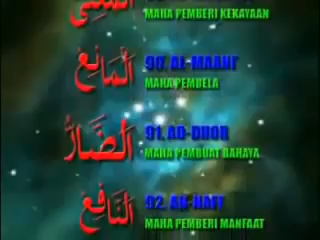 المغني
MAHA PEMBERI KEKAYAAN
المانع
90. AL-MAANI'
MAHA PEMBELA
الضار
91. AD-DHOR
MAHA PEMBUAT BAHAYA
النافع
92. AN-NAFI'
MAHA PEMBERI MANFAAT